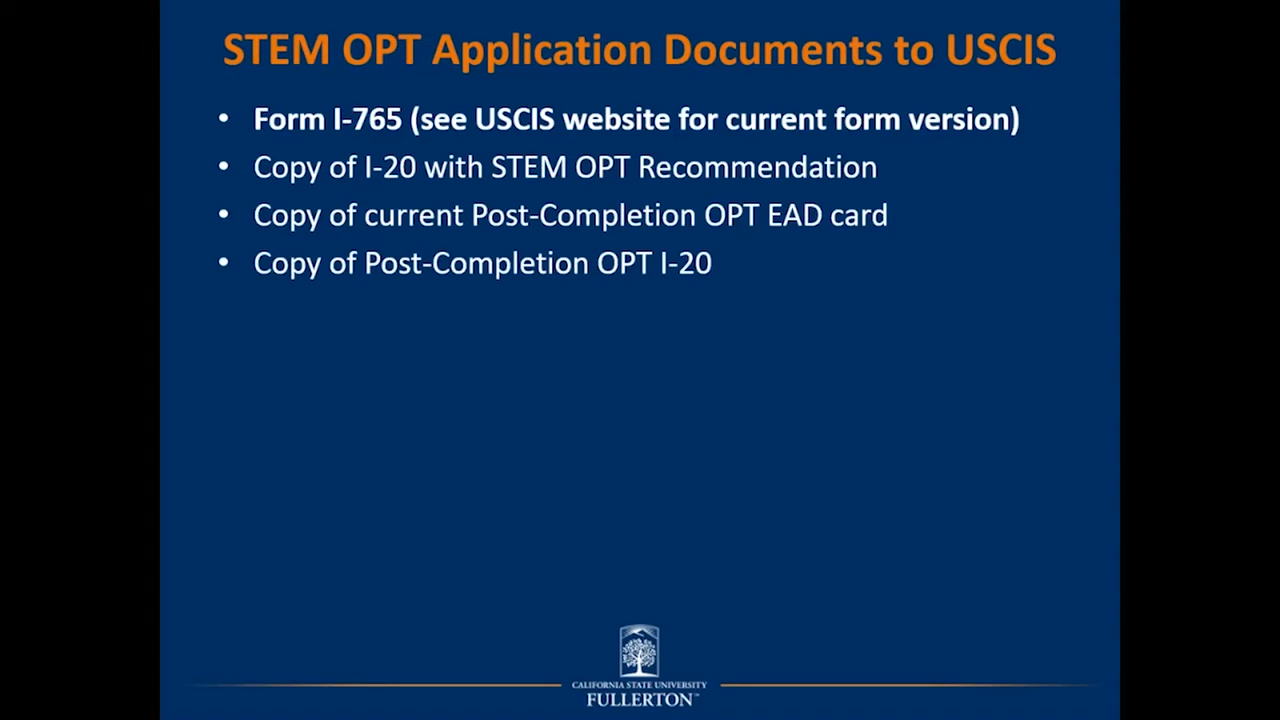 STEM OPT Application Documents to USCIS
• Form I-765 (see USCIS website for current form version)
• Copy of I-20 with STEM OPT Recommendation
• Copy of current Post-Completion OPT EAD card
• Copy of Post-Completion OPT I-20
CALIFORNIA STATE UNIVERSITY
FULLERTON™